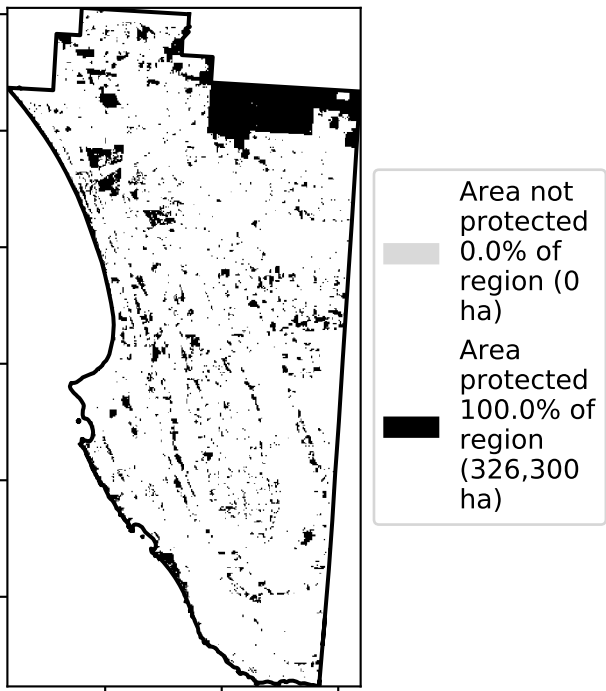 Area not
protected
0.0% of
region (0
ha)
Area
protected
100.0% of
region
(326,300
ha)